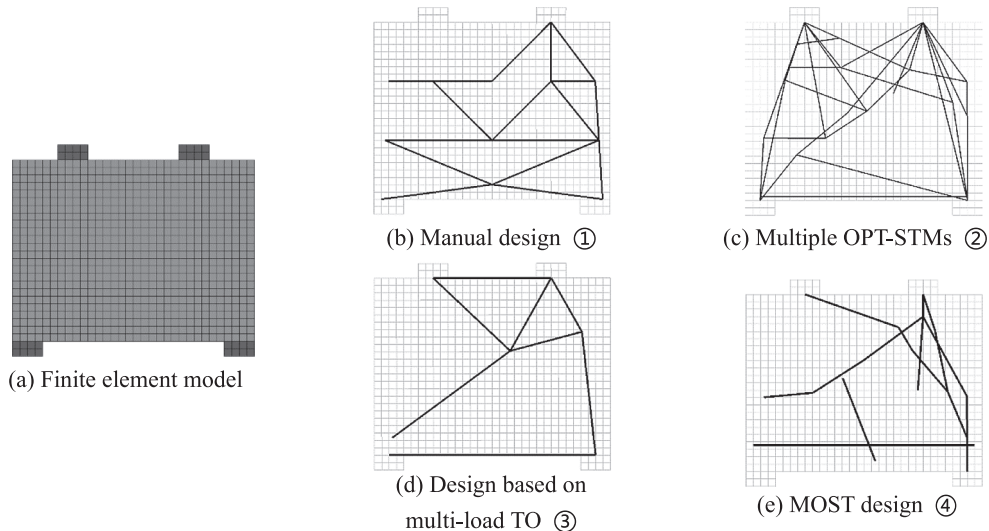 (a) Finite element model
(b) Manual design ①
(c) Multiple OPT-STMs ②
(d) Design based on
multi-load TO ③
(e) MOST design ④